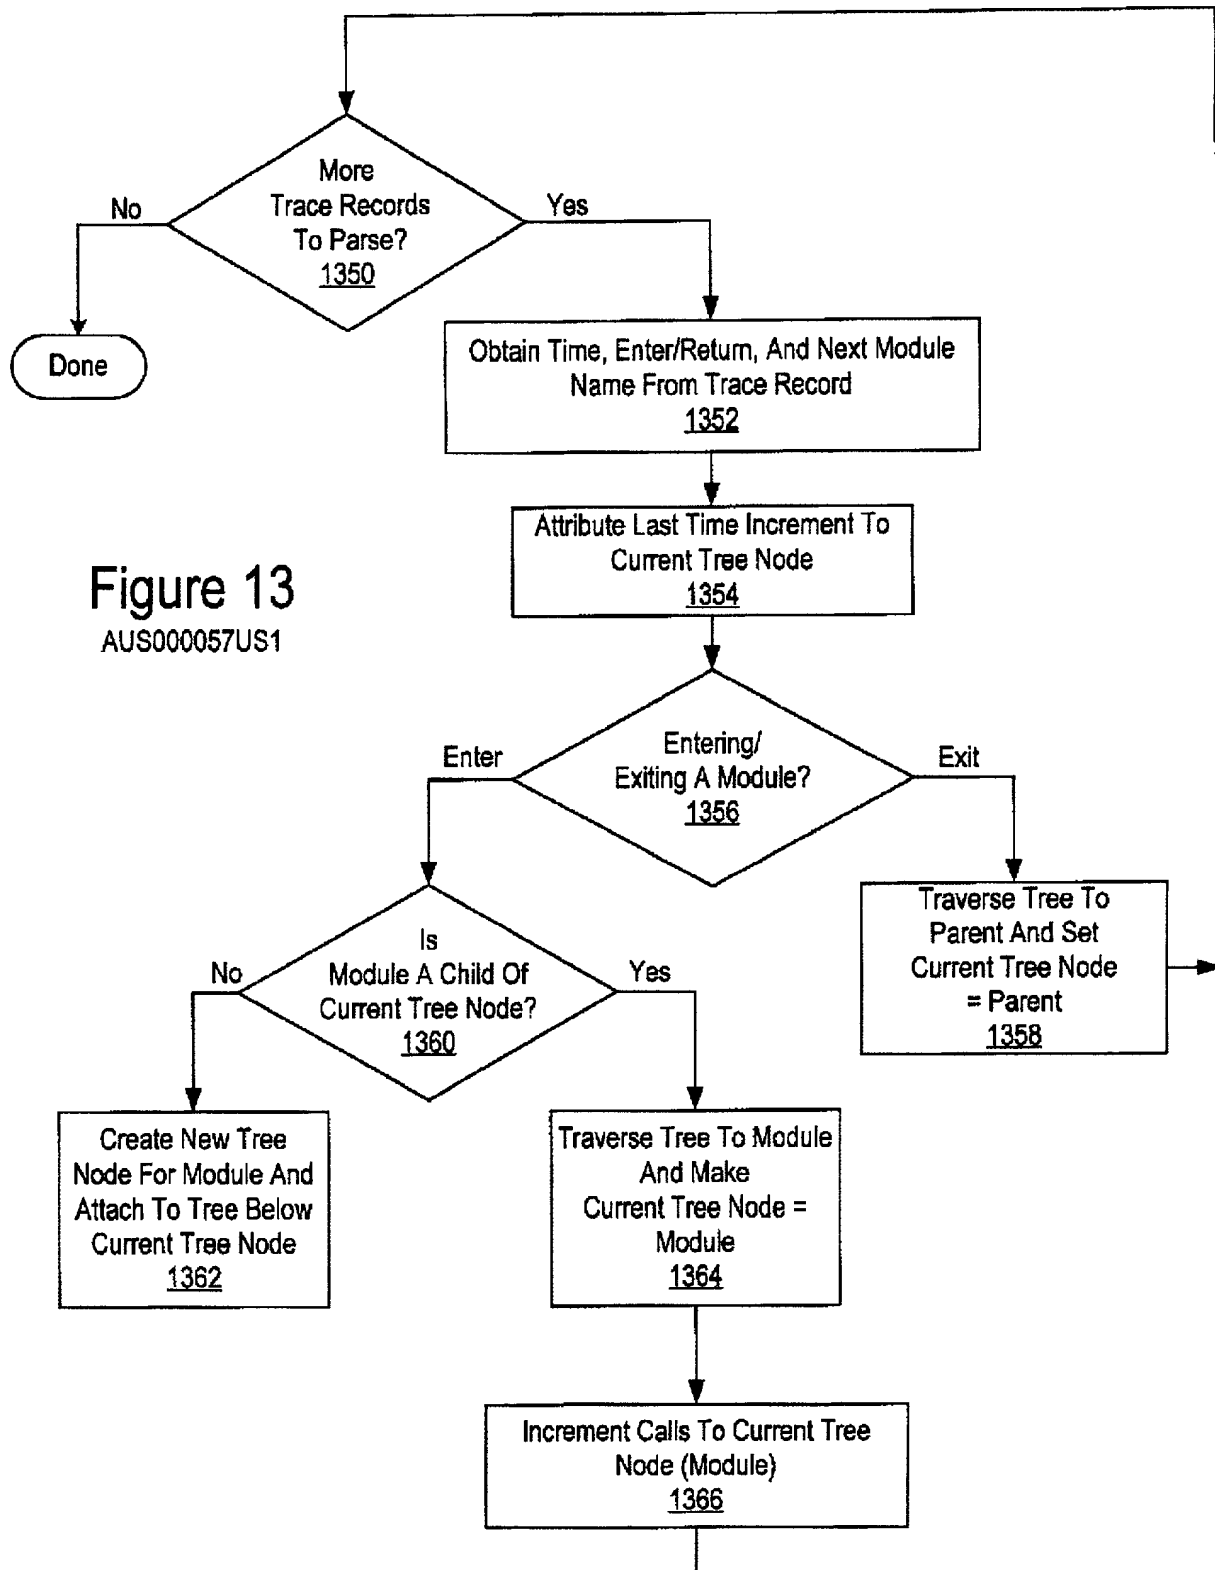 More
Trace Records
To Parse?
1350
No
Yes
Done
Obtain Time, Enter/Return, And Next Module
Name From Trace Record
1352
Attribute Last Time Increment To
Current Tree Node
1354
Figure 13
AUS000057US1
Entering/
Exiting A Module?
1356
Enter
Exit
Traverse Tree To
Parent And Set
Current Tree Node
= Parent
1358
Is
Module A Child Of
Current Tree Node?
1360
No
Yes
Create New Tree
Node For Module And
Attach To Tree Below
Current Tree Node
1362
Traverse Tree To Module
And Make
Current Tree Node =
Module
1364
Increment Calls To Current Tree
Node (Module)
1366